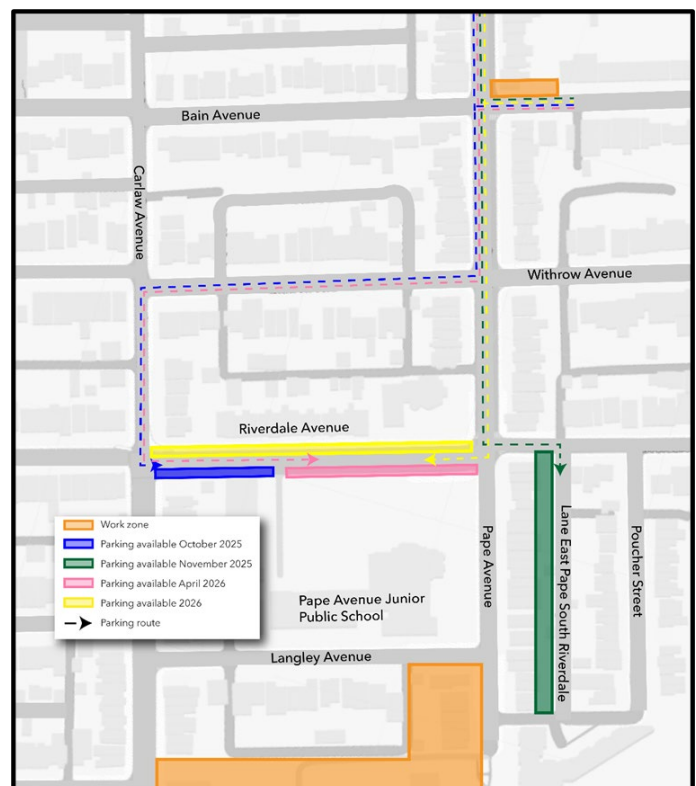 Bain Avenue
Carlaw Avenue
Withrow Avenue
Riverdale Avenue
Work zone
Parking available October 2025
Parking available November 2025
Parking available April 2026
Parking available 2026
Parking route
Pape Avenue
Lane East Pape South Riverdale
Poucher Street
Pape Avenue Junior
Public School
Langley Avenue